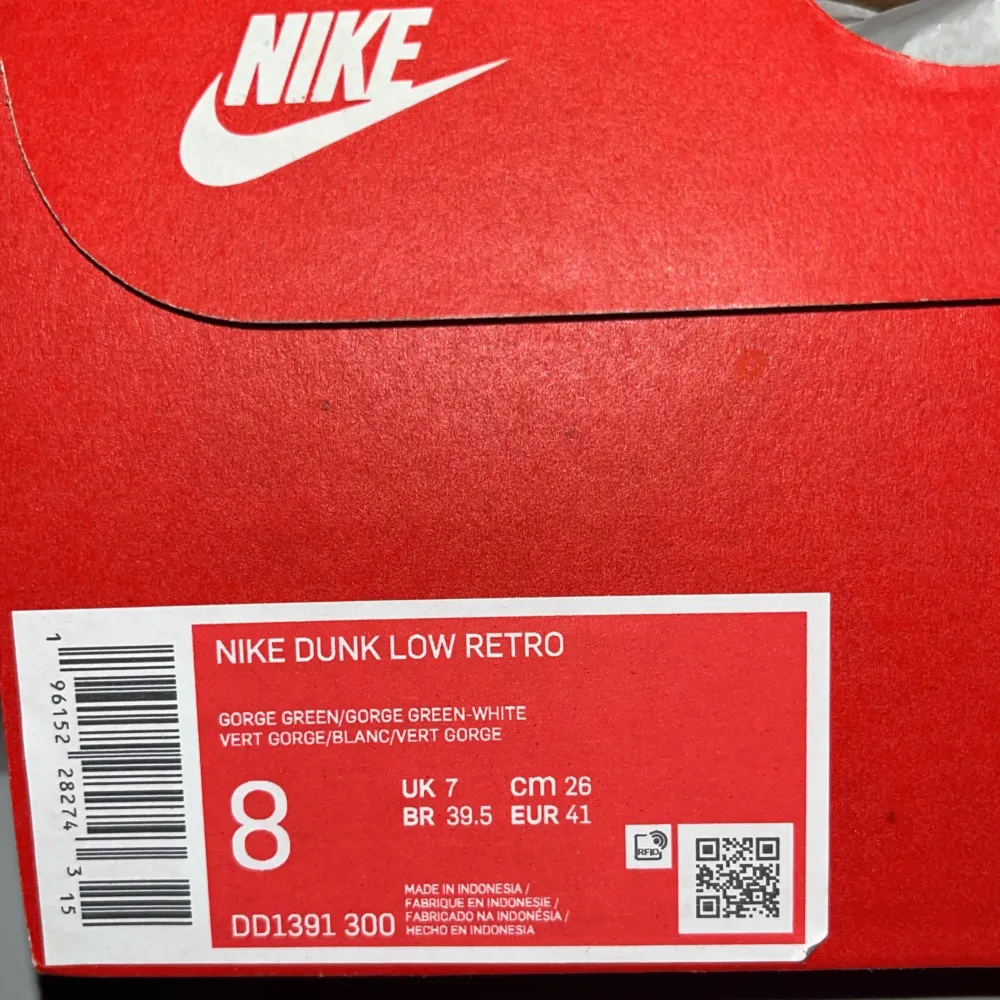 NIKE
NIKE DUNK LOW RETRO
GORGE GREEN/GORGE GREEN-WHITE
VERT GORGE/BLANC/VERT GORGE
8
UK 7 cm 26
BR 39.5 EUR 41
RFID
DD1391 300
MADE IN INDONESIA /
FABRIQUE EN INDONESIE /
FABRICADO NA INDONÉSIA /
HECHO EN INDONESIA
1 96152 28274 3 15